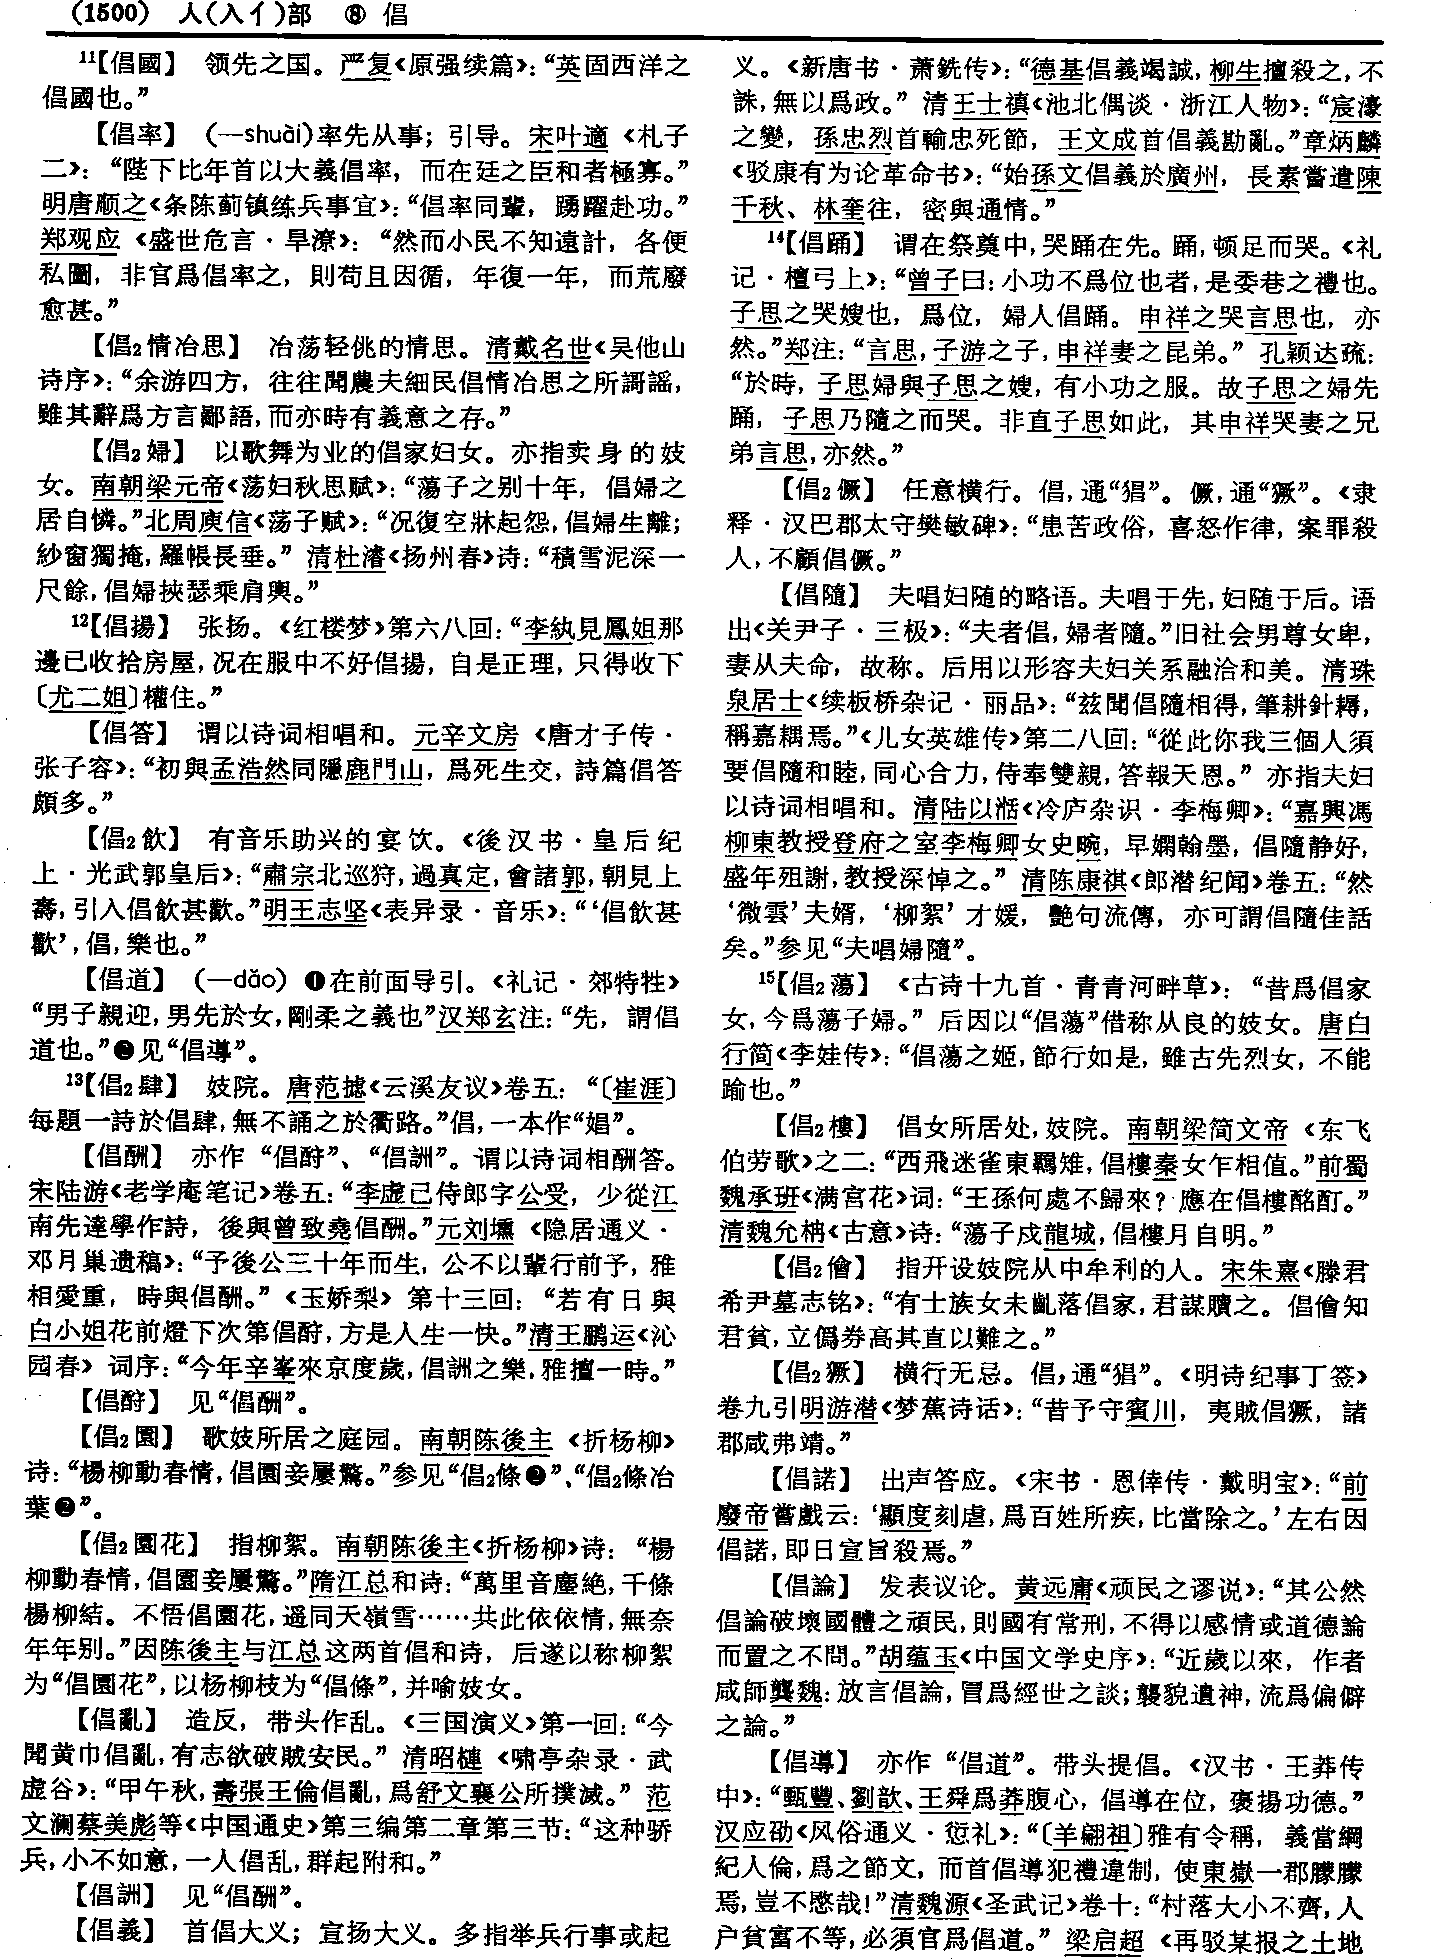 (1500) 人(入亻)部 ⑧ 倡
¹¹【倡國】 领先之国。严复《原强续篇》：“英固西洋之
倡國也。”
【倡率】 (—shuài)率先从事；引导。宋叶適《札子
二》：“陛下比年首以大義倡率，而在廷之臣和者極寡。”
明唐顺之《条陈蓟镇练兵事宜》：“倡率同輩，踴躍赴功。”
郑观应《盛世危言·旱潦》：“然而小民不知遠計，各便
私圖，非官爲倡率之，則苟且因循，年復一年，而荒廢
愈甚。”
【倡₂情冶思】 冶荡轻佻的情思。清戴名世《吴他山
诗序》：“余游四方，往往聞農夫細民倡情冶思之所謌謡，
雖其辭爲方言鄙語，而亦時有義意之存。”
【倡₂婦】 以歌舞为业的倡家妇女。亦指卖身的妓
女。南朝梁元帝《荡妇秋思赋》：“蕩子之别十年，倡婦之
居自憐。”北周庾信《荡子赋》：“况復空牀起怨，倡婦生離；
紗窗獨掩，羅帳長垂。”清杜濬《扬州春》诗：“積雪泥深一
尺餘，倡婦挾瑟乘肩輿。”
¹²【倡揚】 张扬。《红楼梦》第六八回：“李紈見鳳姐那
邊已收拾房屋，况在服中不好倡揚，自是正理，只得收下
〔尤二姐〕權住。”
【倡答】 谓以诗词相唱和。元辛文房《唐才子传·
张子容》：“初與孟浩然同隱鹿門山，爲死生交，詩篇倡答
頗多。”
【倡₂飲】 有音乐助兴的宴饮。《後汉书·皇后纪
上·光武郭皇后》：“肅宗北巡狩，過真定，會諸郭，朝見上
壽，引入倡飲甚歡。”明王志坚《表异录·音乐》：“‘倡飲甚
歡’，倡，樂也。”
【倡道】 (—dǎo) ❶在前面导引。《礼记·郊特牲》
“男子親迎，男先於女，剛柔之義也”汉郑玄注：“先，謂倡
道也。”❷见“倡導”。
¹³【倡₂肆】 妓院。唐范摅《云溪友议》卷五：“〔崔涯〕
每題一詩於倡肆，無不誦之於衢路。”倡，一本作“娼”。
【倡酬】 亦作“倡酧”、“倡詶”。谓以诗词相酬答。
宋陆游《老学庵笔记》卷五：“李虚己侍郎字公受，少從江
南先達學作詩，後與曾致堯倡酬。”元刘壎《隐居通义·
邓月巢遗稿》：“予後公三十年而生，公不以輩行前予，雅
相愛重，時與倡酬。”《玉娇梨》第十三回：“若有日與
白小姐花前燈下次第倡酧，方是人生一快。”清王鹏运《沁
园春》词序：“今年辛峯來京度歲，倡詶之樂，雅擅一時。”
【倡酧】 见“倡酬”。
【倡₂園】 歌妓所居之庭园。南朝陈後主《折杨柳》
诗：“楊柳動春情，倡園妾屢驚。”参见“倡₂條❷”、“倡₂條冶
葉❷”。
【倡₂園花】 指柳絮。南朝陈後主《折杨柳》诗：“楊
柳動春情，倡園妾屢驚。”隋江总和诗：“萬里音塵絶，千條
楊柳結。不悟倡園花，遥同天嶺雪……共此依依情，無奈
年年别。”因陈後主与江总这两首倡和诗，后遂以称柳絮
为“倡園花”，以杨柳枝为“倡條”，并喻妓女。
【倡亂】 造反，带头作乱。《三国演义》第一回：“今
聞黄巾倡亂，有志欲破贼安民。”清昭槤《啸亭杂录·武
虚谷》：“甲午秋，壽張王倫倡亂，爲舒文襄公所撲滅。”范
文澜蔡美彪等《中国通史》第三编第二章第三节：“这种骄
兵，小不如意，一人倡乱，群起附和。”
【倡詶】 见“倡酬”。
【倡義】 首倡大义；宣扬大义。多指举兵行事或起
义。《新唐书·萧銑传》：“德基倡義竭誠，柳生擅殺之，不
誅，無以爲政。”清王士禛《池北偶谈·浙江人物》：“宸濠
之變，孫忠烈首輸忠死節，王文成首倡義勘亂。”章炳麟
《驳康有为论革命书》：“始孫文倡義於廣州，長素嘗遣陳
千秋、林奎往，密與通情。”
¹⁴【倡踊】 谓在祭奠中，哭踊在先。踊，顿足而哭。《礼
记·檀弓上》：“曾子曰：小功不爲位也者，是委巷之禮也。
子思之哭嫂也，爲位，婦人倡踊。申祥之哭言思也，亦
然。”郑注：“言思，子游之子，申祥妻之昆弟。”孔颖达疏：
“於時，子思婦與子思之嫂，有小功之服。故子思之婦先
踊，子思乃隨之而哭。非直子思如此，其申祥哭妻之兄
弟言思，亦然。”
【倡₂㒾】 任意横行。倡，通“猖”。㒾，通“獗”。《隶
释·汉巴郡太守樊敏碑》：“患苦政俗，喜怒作律，案罪殺
人，不顧倡㒾。”
【倡隨】 夫唱妇随的略语。夫唱于先，妇随于后。语
出《关尹子·三极》：“夫者倡，婦者隨。”旧社会男尊女卑，
妻从夫命，故称。后用以形容夫妇关系融洽和美。清珠
泉居士《续板桥杂记·丽品》：“兹聞倡隨相得，筆耕針耨，
稱嘉耦焉。”《儿女英雄传》第二八回：“從此你我三個人須
要倡隨和睦，同心合力，侍奉雙親，答報天恩。”亦指夫妇
以诗词相唱和。清陆以湉《冷庐杂识·李梅卿》：“嘉興馮
柳東教授登府之室李梅卿女史畹，早嫻翰墨，倡隨静好，
盛年殂謝，教授深悼之。”清陈康祺《郎潜纪闻》卷五：“然
‘微雲’夫婿，‘柳絮’才媛，艷句流傳，亦可謂倡隨佳話
矣。”参见“夫唱婦隨”。
¹⁵【倡₂蕩】 《古诗十九首·青青河畔草》：“昔爲倡家
女，今爲蕩子婦。”后因以“倡蕩”借称从良的妓女。唐白
行简《李娃传》：“倡蕩之姬，節行如是，雖古先烈女，不能
踰也。”
【倡₂樓】 倡女所居处，妓院。南朝梁简文帝《东飞
伯劳歌》之二：“西飛迷雀東羈雉，倡樓秦女乍相值。”前蜀
魏承班《满宫花》词：“王孫何處不歸來？應在倡樓酩酊。”
清魏允枏《古意》诗：“蕩子戍龍城，倡樓月自明。”
【倡₂儈】 指开设妓院从中牟利的人。宋朱熹《滕君
希尹墓志铭》：“有士族女未齓落倡家，君謀贖之。倡儈知
君貧，立僞券高其直以難之。”
【倡₂獗】 横行无忌。倡，通“猖”。《明诗纪事丁签》
卷九引明游潜《梦蕉诗话》：“昔予守賓川，夷賊倡獗，諸
郡咸弗靖。”
【倡諾】 出声答应。《宋书·恩倖传·戴明宝》：“前
廢帝嘗戲云：‘顯度刻虐，爲百姓所疾，比當除之。’左右因
倡諾，即日宣旨殺焉。”
【倡論】 发表议论。黄远庸《顽民之谬说》：“其公然
倡論破壞國體之頑民，則國有常刑，不得以感情或道德論
而置之不問。”胡蕴玉《中国文学史序》：“近歲以來，作者
咸師龔魏：放言倡論，冒爲經世之談；襲貌遺神，流爲偏僻
之論。”
【倡導】 亦作“倡道”。带头提倡。《汉书·王莽传
中》：“甄豐、劉歆、王舜爲莽腹心，倡導在位，褒揚功德。”
汉应劭《风俗通义·愆礼》：“〔羊翩祖〕雅有令稱，義當綱
紀人倫，爲之節文，而首倡導犯禮違制，使東嶽一郡朦朦
焉，豈不愍哉！”清魏源《圣武记》卷十：“村落大小不齊，人
户貧富不等，必須官爲倡道。”梁启超《再驳某报之土地